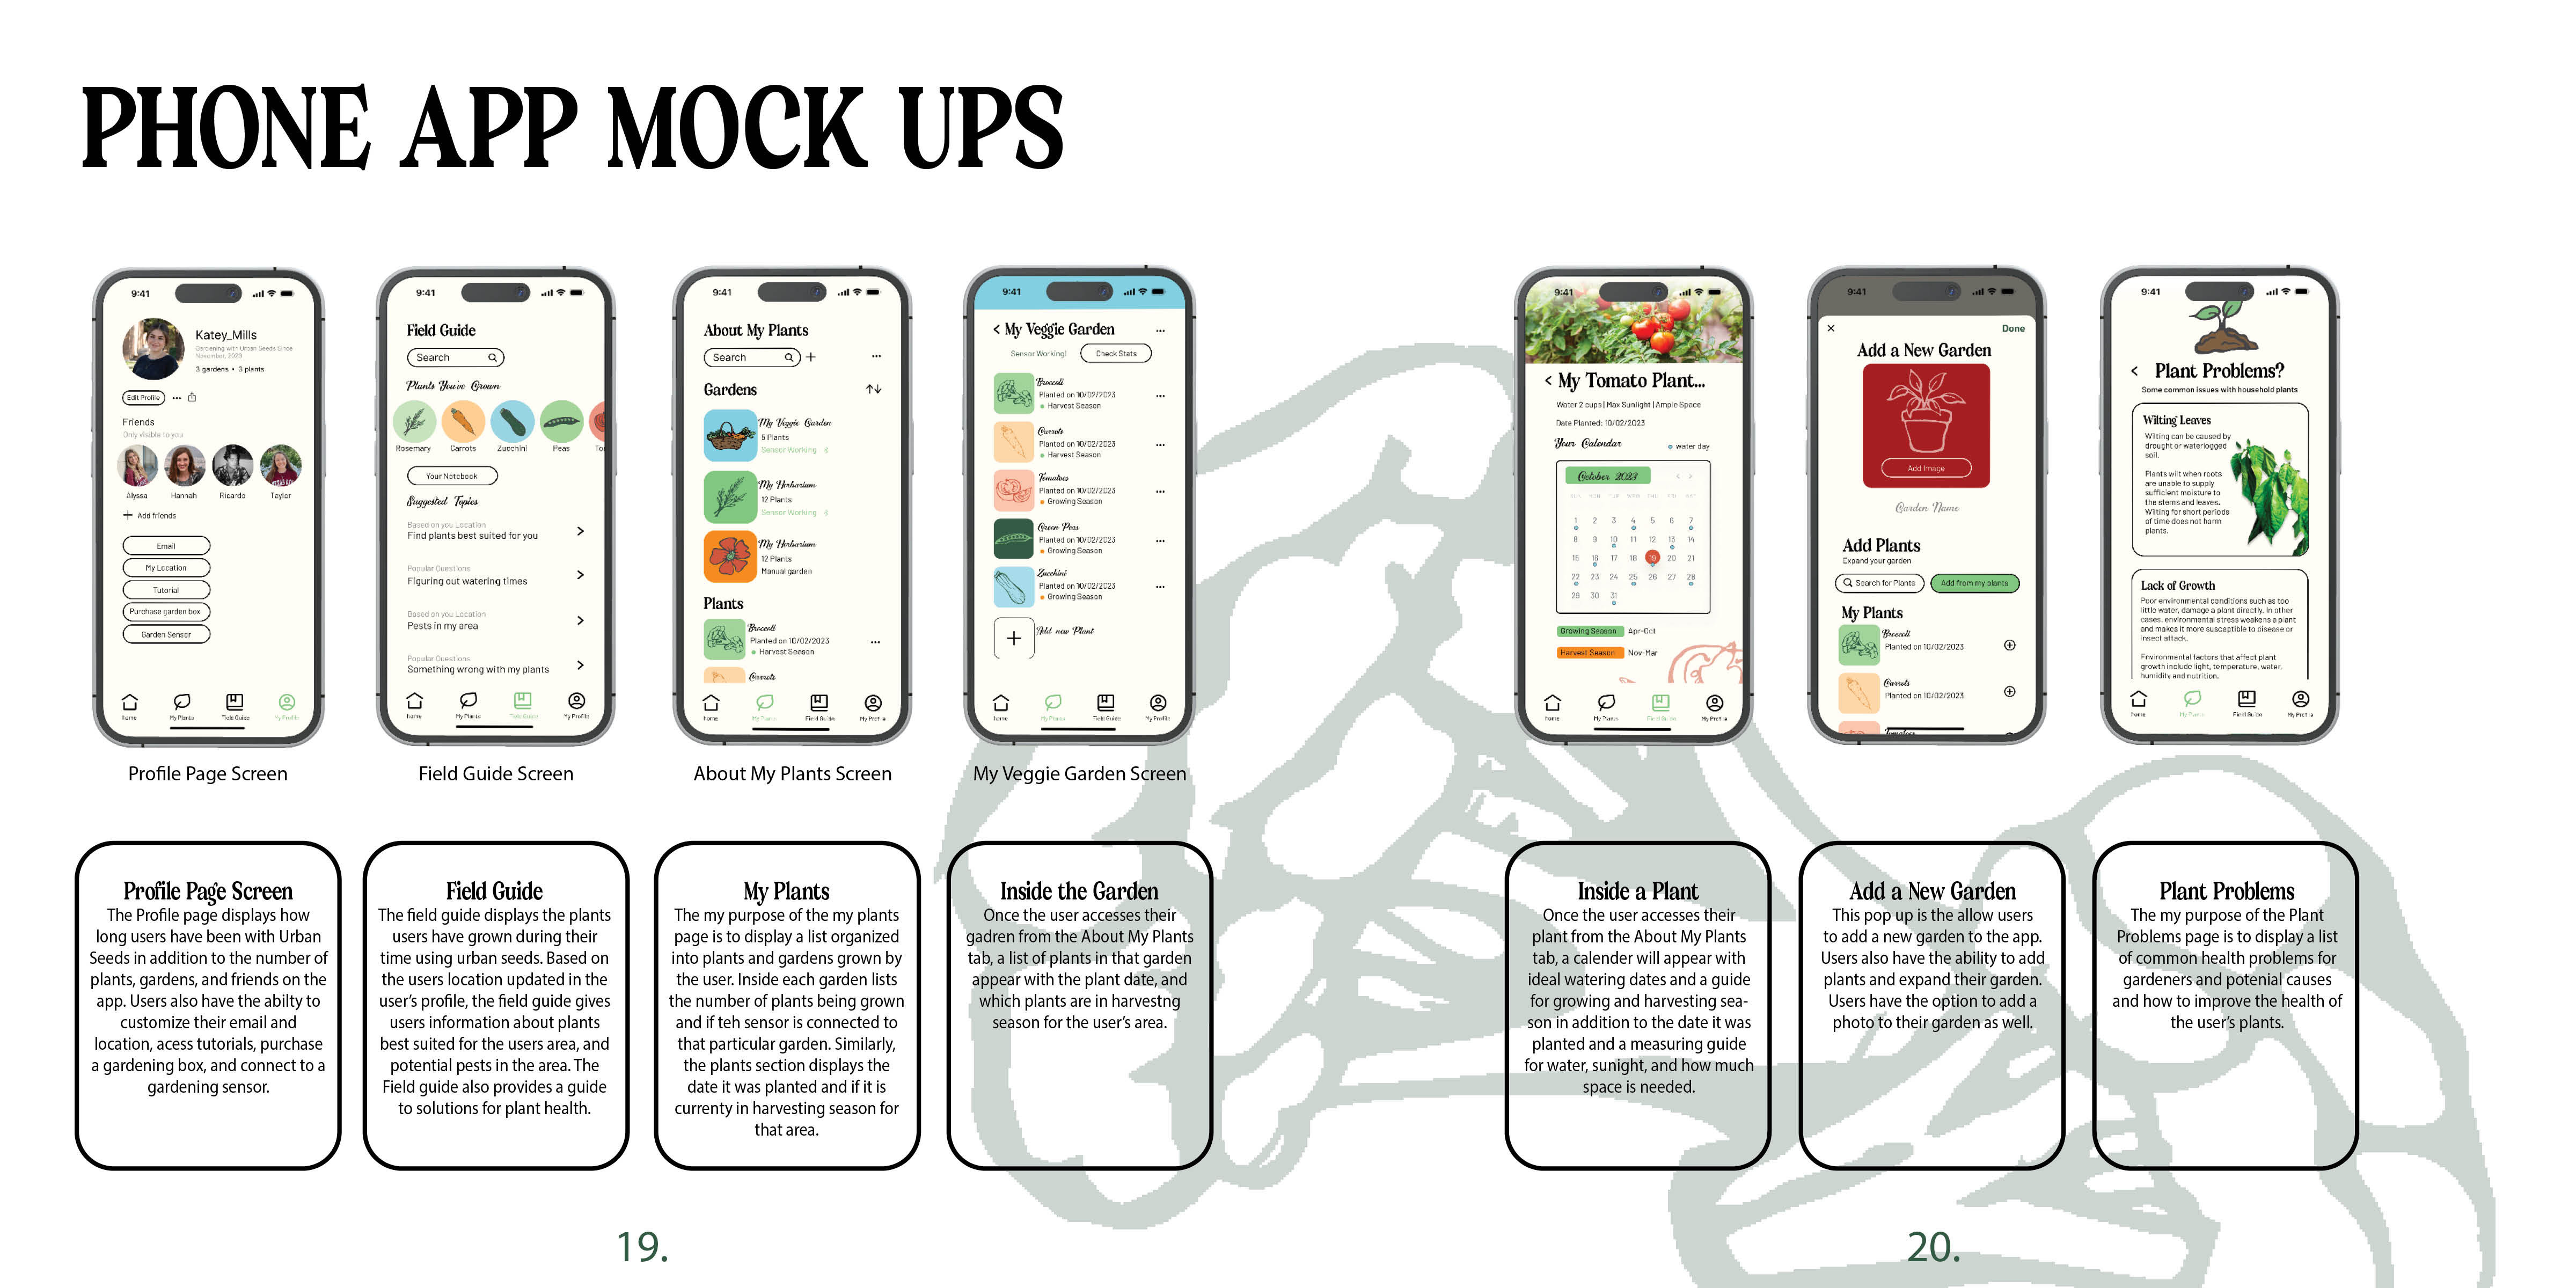 PHONE APP MOCK UPS
9:41
Katey_Mills
Gardening with Urban Seeds Since
November, 2023
3 gardens • 3 plants
Edit Profile
Friends
Only visible to you
Alyssa Hannah Ricardo Taylor
+ Add friends
Email
My Location
Tutorial
Purchase garden box
Garden Sensor
home My Plants Field Guide My Profile
Profile Page Screen
9:41
Field Guide
Search
Plants You've Grown
Rosemary Carrots Zucchini Peas To
Your Notebook
Suggested Topics
Based on you Location
Find plants best suited for you
Popular Questions
Figuring out watering times
Based on you Location
Pests in my area
Popular Questions
Something wrong with my plants
home My Plants Field Guide My Profile
Field Guide Screen
9:41
About My Plants
Search
Gardens
My Veggie Garden
5 Plants
Sensor Working
My Herbarium
12 Plants
Sensor Working
My Herbarium
12 Plants
Manual garden
Plants
Broccoli
Planted on 10/02/2023
Harvest Season
Carrots
home My Plants Field Guide My Profile
About My Plants Screen
9:41
< My Veggie Garden
Sensor Working!
Check Stats
Broccoli
Planted on 10/02/2023
Harvest Season
Carrots
Planted on 10/02/2023
Harvest Season
Tomatoes
Planted on 10/02/2023
Growing Season
Green Peas
Planted on 10/02/2023
Growing Season
Zucchini
Planted on 10/02/2023
Growing Season
Add new Plant
home My Plants Field Guide My Profile
My Veggie Garden Screen
9:41
< My Tomato Plant...
Water 2 cups | Max Sunlight | Ample Space
Date Planted: 10/02/2023
Your Calendar
water day
October 2023
SUN MON TUE WED THU FRI SAT
1 2 3 4 5 6 7
8 9 10 11 12 13 14
15 16 17 18 19 20 21
22 23 24 25 26 27 28
29 30 31
Growing Season Apr-Oct
Harvest Season Nov-Mar
home My Plants Field Guide My Profile
9:41
Done
Add a New Garden
Add Image
Garden Name
Add Plants
Expand your garden
Search for Plants
Add from my plants
My Plants
Broccoli
Planted on 10/02/2023
Carrots
Planted on 10/02/2023
Tomatoes
9:41
< Plant Problems?
Some common issues with household plants
Wilting Leaves
Wilting can be caused by
drought or waterlogged
soil.
Plants wilt when roots
are unable to supply
sufficient moisture to
the stems and leaves.
Wilting for short periods
of time does not harm
plants.
Lack of Growth
Poor environmental conditions such as too
little water, damage a plant directly. In other
cases, environmental stress weakens a plant
and makes it more susceptible to disease or
insect attack.
Environmental factors that affect plant
growth include light, temperature, water,
humidity and nutrition.
home My Plants Field Guide My Profile
Profile Page Screen
The Profile page displays how
long users have been with Urban
Seeds in addition to the number of
plants, gardens, and friends on the
app. Users also have the abilty to
customize their email and
location, acess tutorials, purchase
a gardening box, and connect to a
gardening sensor.
Field Guide
The field guide displays the plants
users have grown during their
time using urban seeds. Based on
the users location updated in the
user's profile, the field guide gives
users information about plants
best suited for the users area, and
potential pests in the area. The
Field guide also provides a guide
to solutions for plant health.
My Plants
The my purpose of the my plants
page is to display a list organized
into plants and gardens grown by
the user. Inside each garden lists
the number of plants being grown
and if teh sensor is connected to
that particular garden. Similarly,
the plants section displays the
date it was planted and if it is
currenty in harvesting season for
that area.
Inside the Garden
Once the user accesses their
gadren from the About My Plants
tab, a list of plants in that garden
appear with the plant date, and
which plants are in harvestng
season for the user's area.
Inside a Plant
Once the user accesses their
plant from the About My Plants
tab, a calender will appear with
ideal watering dates and a guide
for growing and harvesting sea-
son in addition to the date it was
planted and a measuring guide
for water, sunight, and how much
space is needed.
Add a New Garden
This pop up is the allow users
to add a new garden to the app.
Users also have the ability to add
plants and expand their garden.
Users have the option to add a
photo to their garden as well.
Plant Problems
The my purpose of the Plant
Problems page is to display a list
of common health problems for
gardeners and potenial causes
and how to improve the health of
the user's plants.
19.
20.